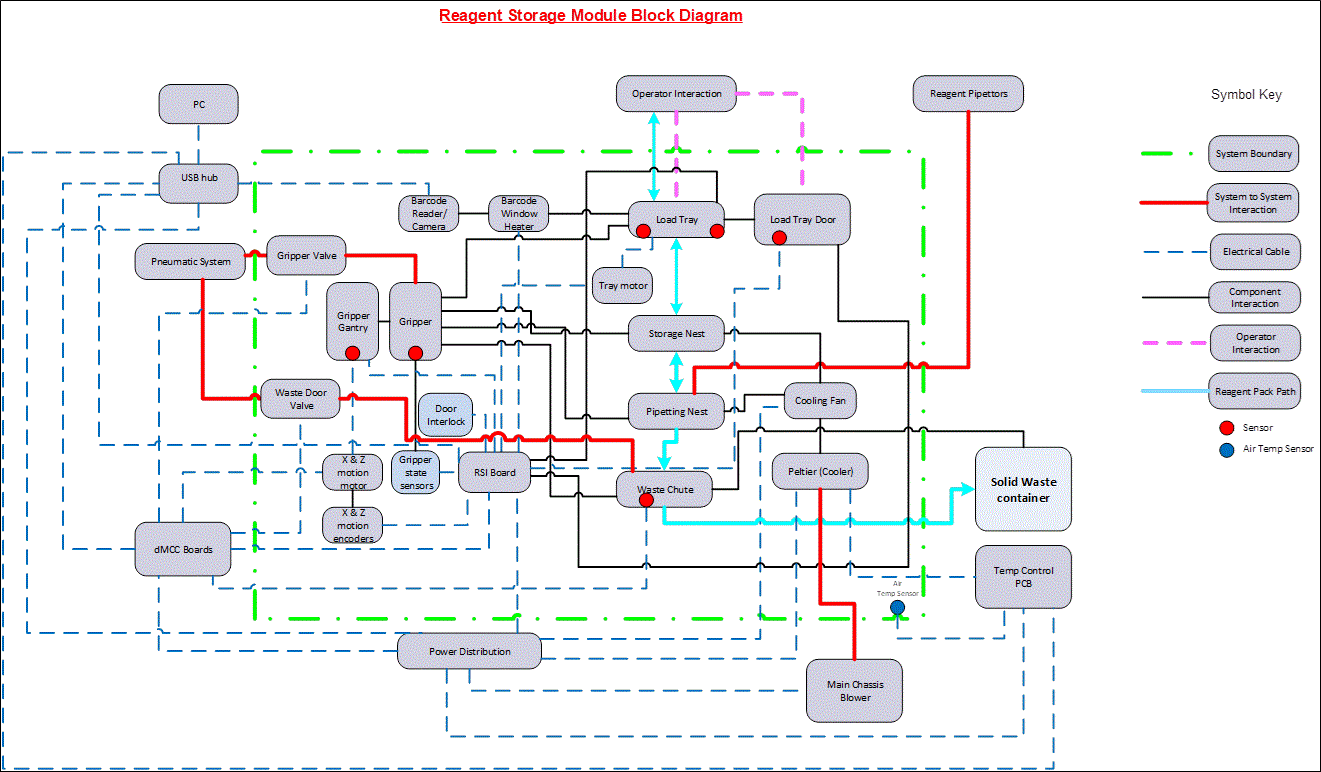 Reagent Storage Module Block Diagram
Operator Interaction
Reagent Pipettors
PC
Symbol Key
System Boundary
USB hub
System to System
Interaction
Barcode
Reader/
Camera
Barcode
Window
Heater
Load Tray
Load Tray Door
Electrical Cable
Pneumatic System
Gripper Valve
Tray motor
Component
Interaction
Gripper
Gantry
Gripper
Storage Nest
Operator
Interaction
Waste Door
Valve
Door
Interlock
Pipetting Nest
Cooling Fan
Reagent Pack Path
Sensor
Air Temp Sensor
X & Z
motion
motor
Gripper
state
sensors
RSI Board
Waste Chute
Peltier (Cooler)
Solid Waste
container
X & Z
motion
encoders
dMCC Boards
Temp Control
PCB
Air
Temp Sensor
Power Distribution
Main Chassis
Blower